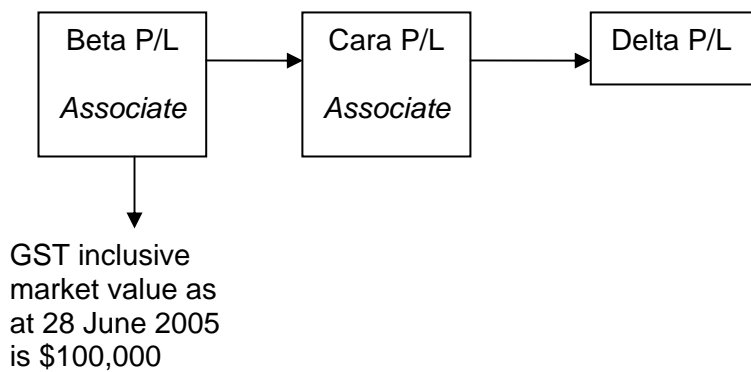 Beta P/L
Associate
Cara P/L
Associate
Delta P/L
GST inclusive
market value as
at 28 June 2005
is $100,000